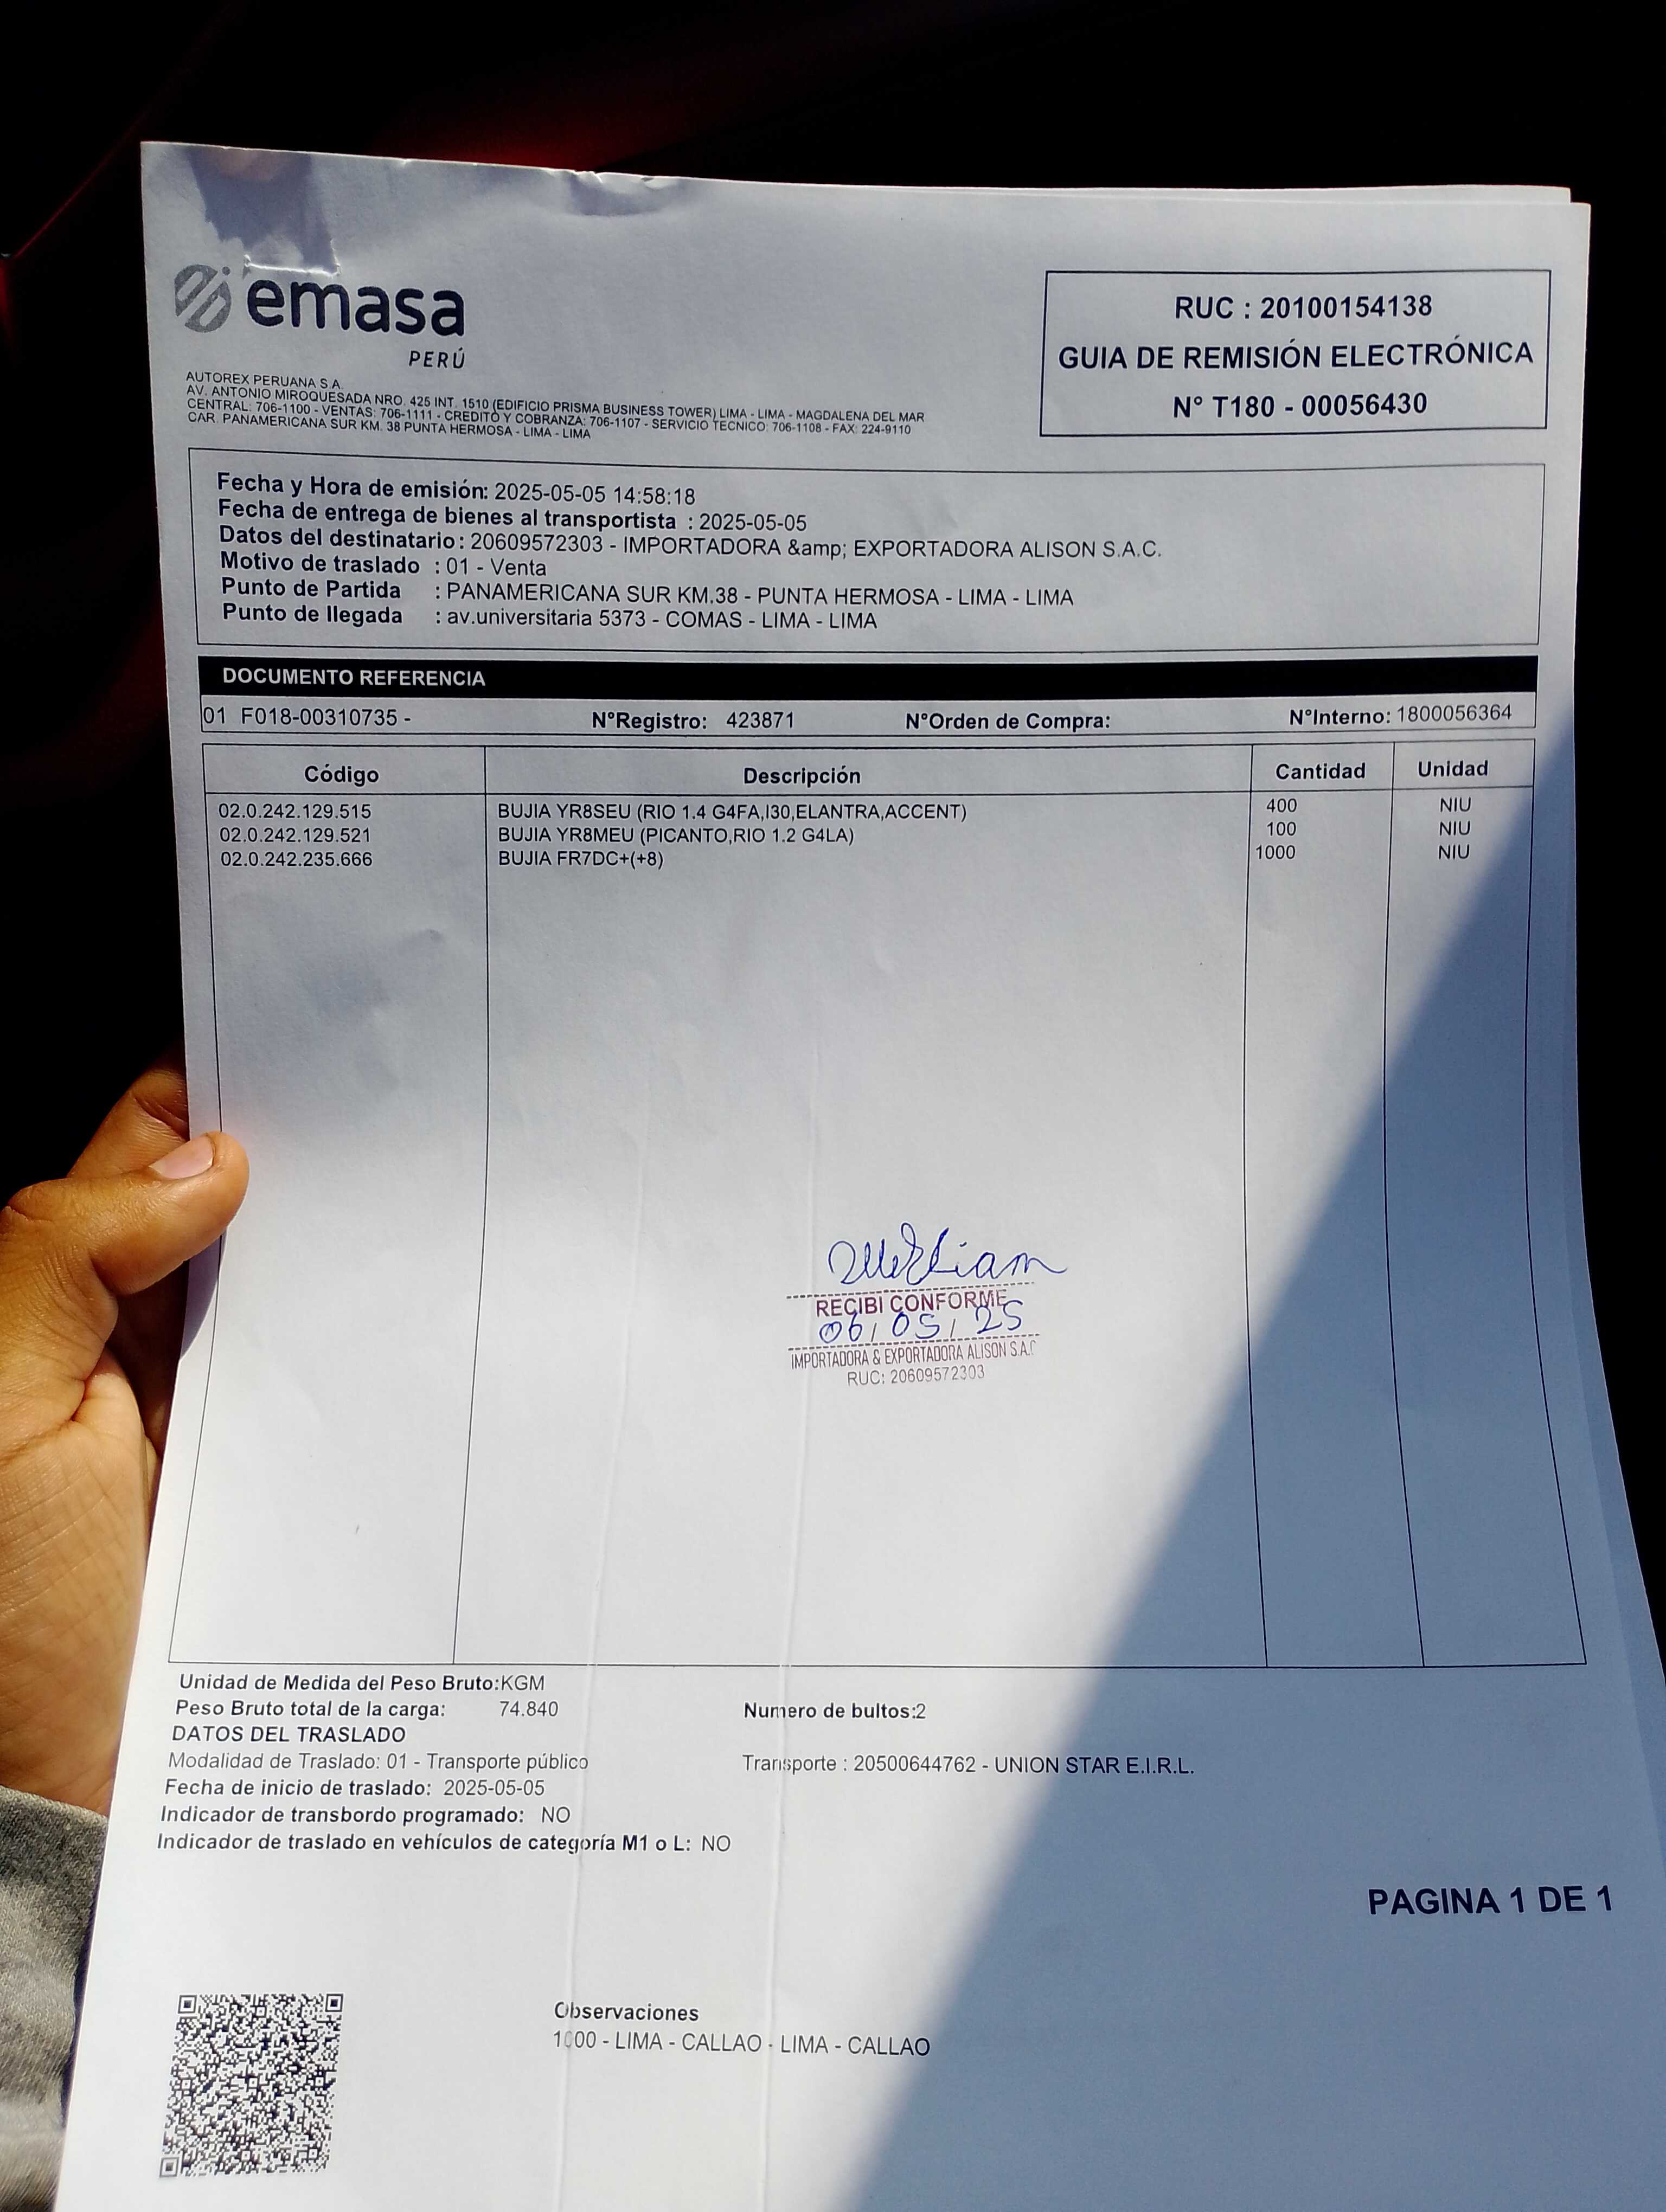 emasa
PERÚ
AUTOREX PERUANA S.A.
AV. ANTONIO MIROQUESADA NRO. 425 INT. 1510 (EDIFICIO PRISMA BUSINESS TOWER) LIMA - LIMA - MAGDALENA DEL MAR
CENTRAL: 706-1100 - VENTAS: 706-1111 - CREDITO Y COBRANZA: 706-1107 - SERVICIO TECNICO: 706-1108 - FAX: 224-9110
CAR. PANAMERICANA SUR KM. 38 PUNTA HERMOSA - LIMA - LIMA
RUC : 20100154138
GUIA DE REMISIÓN ELECTRÓNICA
N° T180 - 00056430
Fecha y Hora de emisión: 2025-05-05 14:58:18
Fecha de entrega de bienes al transportista : 2025-05-05
Datos del destinatario: 20609572303 - IMPORTADORA &amp; EXPORTADORA ALISON S.A.C.
Motivo de traslado : 01 - Venta
Punto de Partida : PANAMERICANA SUR KM.38 - PUNTA HERMOSA - LIMA - LIMA
Punto de llegada : av.universitaria 5373 - COMAS - LIMA - LIMA
DOCUMENTO REFERENCIA
01 F018-00310735 - N°Registro: 423871 N°Orden de Compra: N°Interno: 1800056364
Código Descripción Cantidad Unidad
02.0.242.129.515 BUJIA YR8SEU (RIO 1.4 G4FA,I30,ELANTRA,ACCENT) 400 NIU
02.0.242.129.521 BUJIA YR8MEU (PICANTO,RIO 1.2 G4LA) 100 NIU
02.0.242.235.666 BUJIA FR7DC+(+8) 1000 NIU
RECIBI CONFORME
06/05/25
IMPORTADORA & EXPORTADORA ALISON S.A.C
RUC: 20609572303
Unidad de Medida del Peso Bruto:KGM
Peso Bruto total de la carga: 74.840 Numero de bultos:2
DATOS DEL TRASLADO
Modalidad de Traslado: 01 - Transporte público Transporte : 20500644762 - UNION STAR E.I.R.L.
Fecha de inicio de traslado: 2025-05-05
Indicador de transbordo programado: NO
Indicador de traslado en vehículos de categoría M1 o L: NO
PAGINA 1 DE 1
Observaciones
1000 - LIMA - CALLAO - LIMA - CALLAO